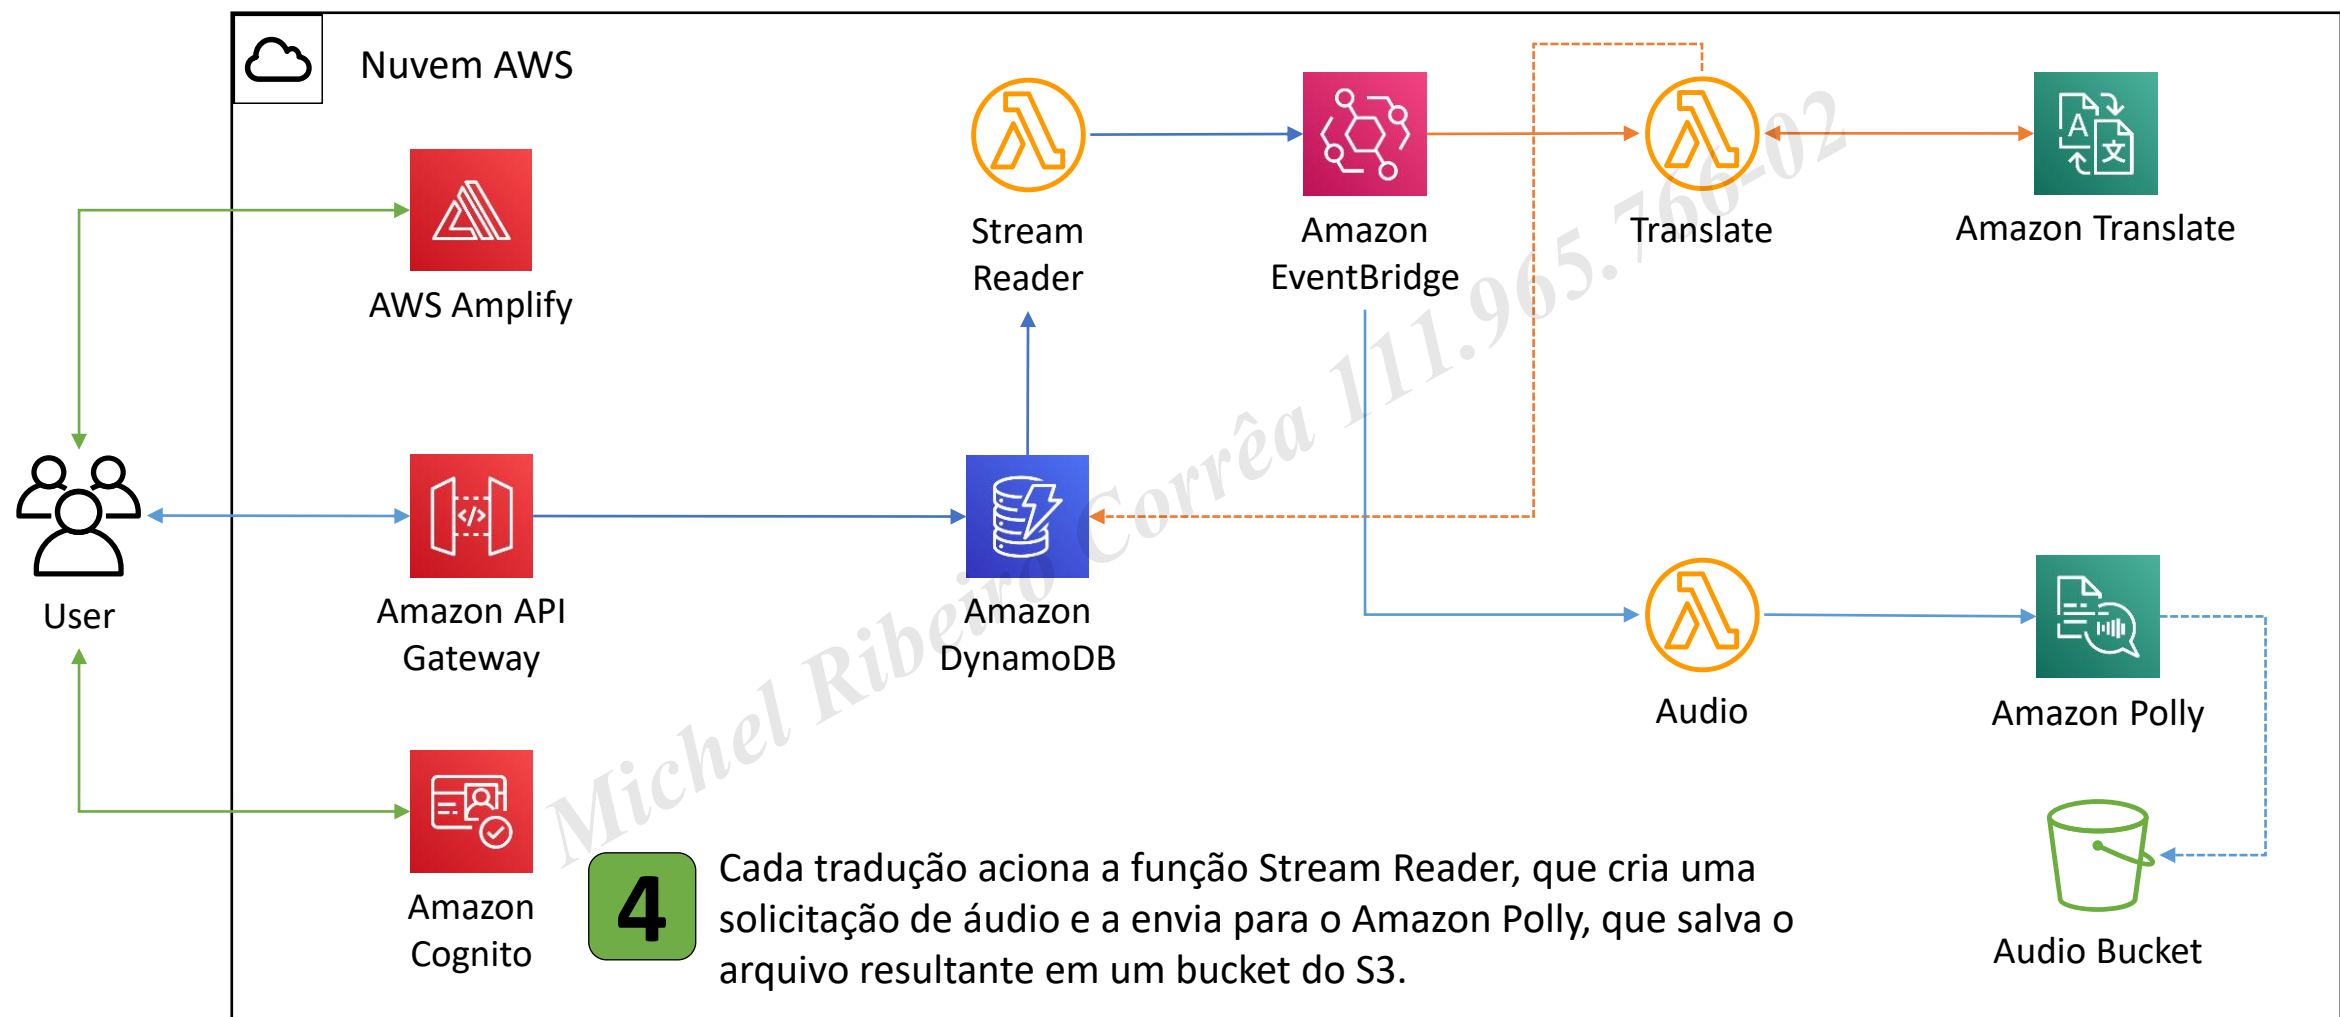 Nuvem AWS
AWS Amplify
Stream
Reader
Amazon
EventBridge
Translate
Amazon Translate
User
Amazon API
Gateway
Amazon
DynamoDB
Audio
Amazon Polly
Amazon
Cognito
Audio Bucket
4
Cada tradução aciona a função Stream Reader, que cria uma
solicitação de áudio e a envia para o Amazon Polly, que salva o
arquivo resultante em um bucket do S3.
Michel Ribeiro Corrêa 111.965.766-02